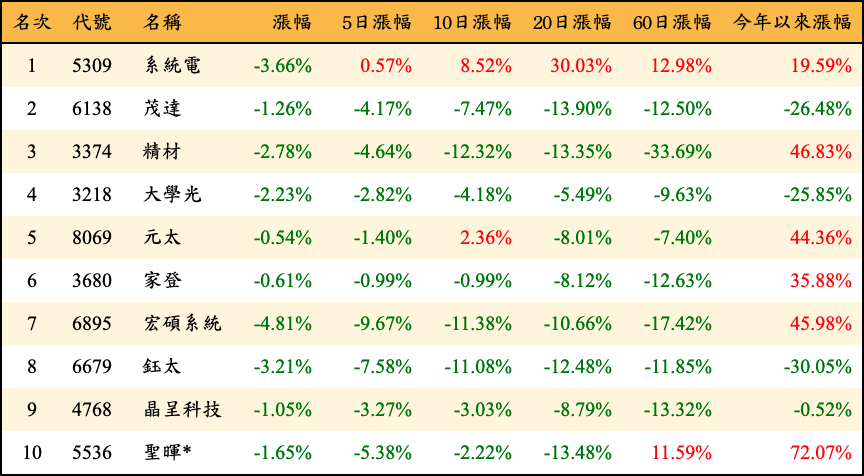 名次 代號 名稱 漲幅 5日漲幅 10日漲幅 20日漲幅 60日漲幅 今年以來漲幅
1 5309 系統電 -3.66% 0.57% 8.52% 30.03% 12.98% 19.59%
2 6138 茂達 -1.26% -4.17% -7.47% -13.90% -12.50% -26.48%
3 3374 精材 -2.78% -4.64% -12.32% -13.35% -33.69% 46.83%
4 3218 大學光 -2.23% -2.82% -4.18% -5.49% -9.63% -25.85%
5 8069 元太 -0.54% -1.40% 2.36% -8.01% -7.40% 44.36%
6 3680 家登 -0.61% -0.99% -0.99% -8.12% -12.63% 35.88%
7 6895 宏碩系統 -4.81% -9.67% -11.38% -10.66% -17.42% 45.98%
8 6679 鈺太 -3.21% -7.58% -11.08% -12.48% -11.85% -30.05%
9 4768 晶呈科技 -1.05% -3.27% -3.03% -8.79% -13.32% -0.52%
10 5536 聖暉* -1.65% -5.38% -2.22% -13.48% 11.59% 72.07%